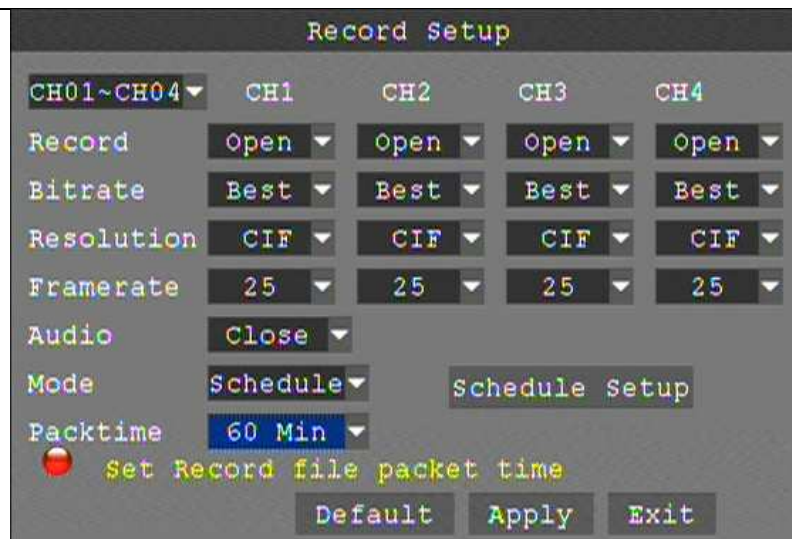 Record Setup
CH01~CH04 CH1 CH2 CH3 CH4
Record Open Open Open Open
Bitrate Best Best Best Best
Resolution CIF CIF CIF CIF
Framerate 25 25 25 25
Audio Close
Mode Schedule Schedule Setup
Packtime 60 Min
Set Record file packet time
Default Apply Exit